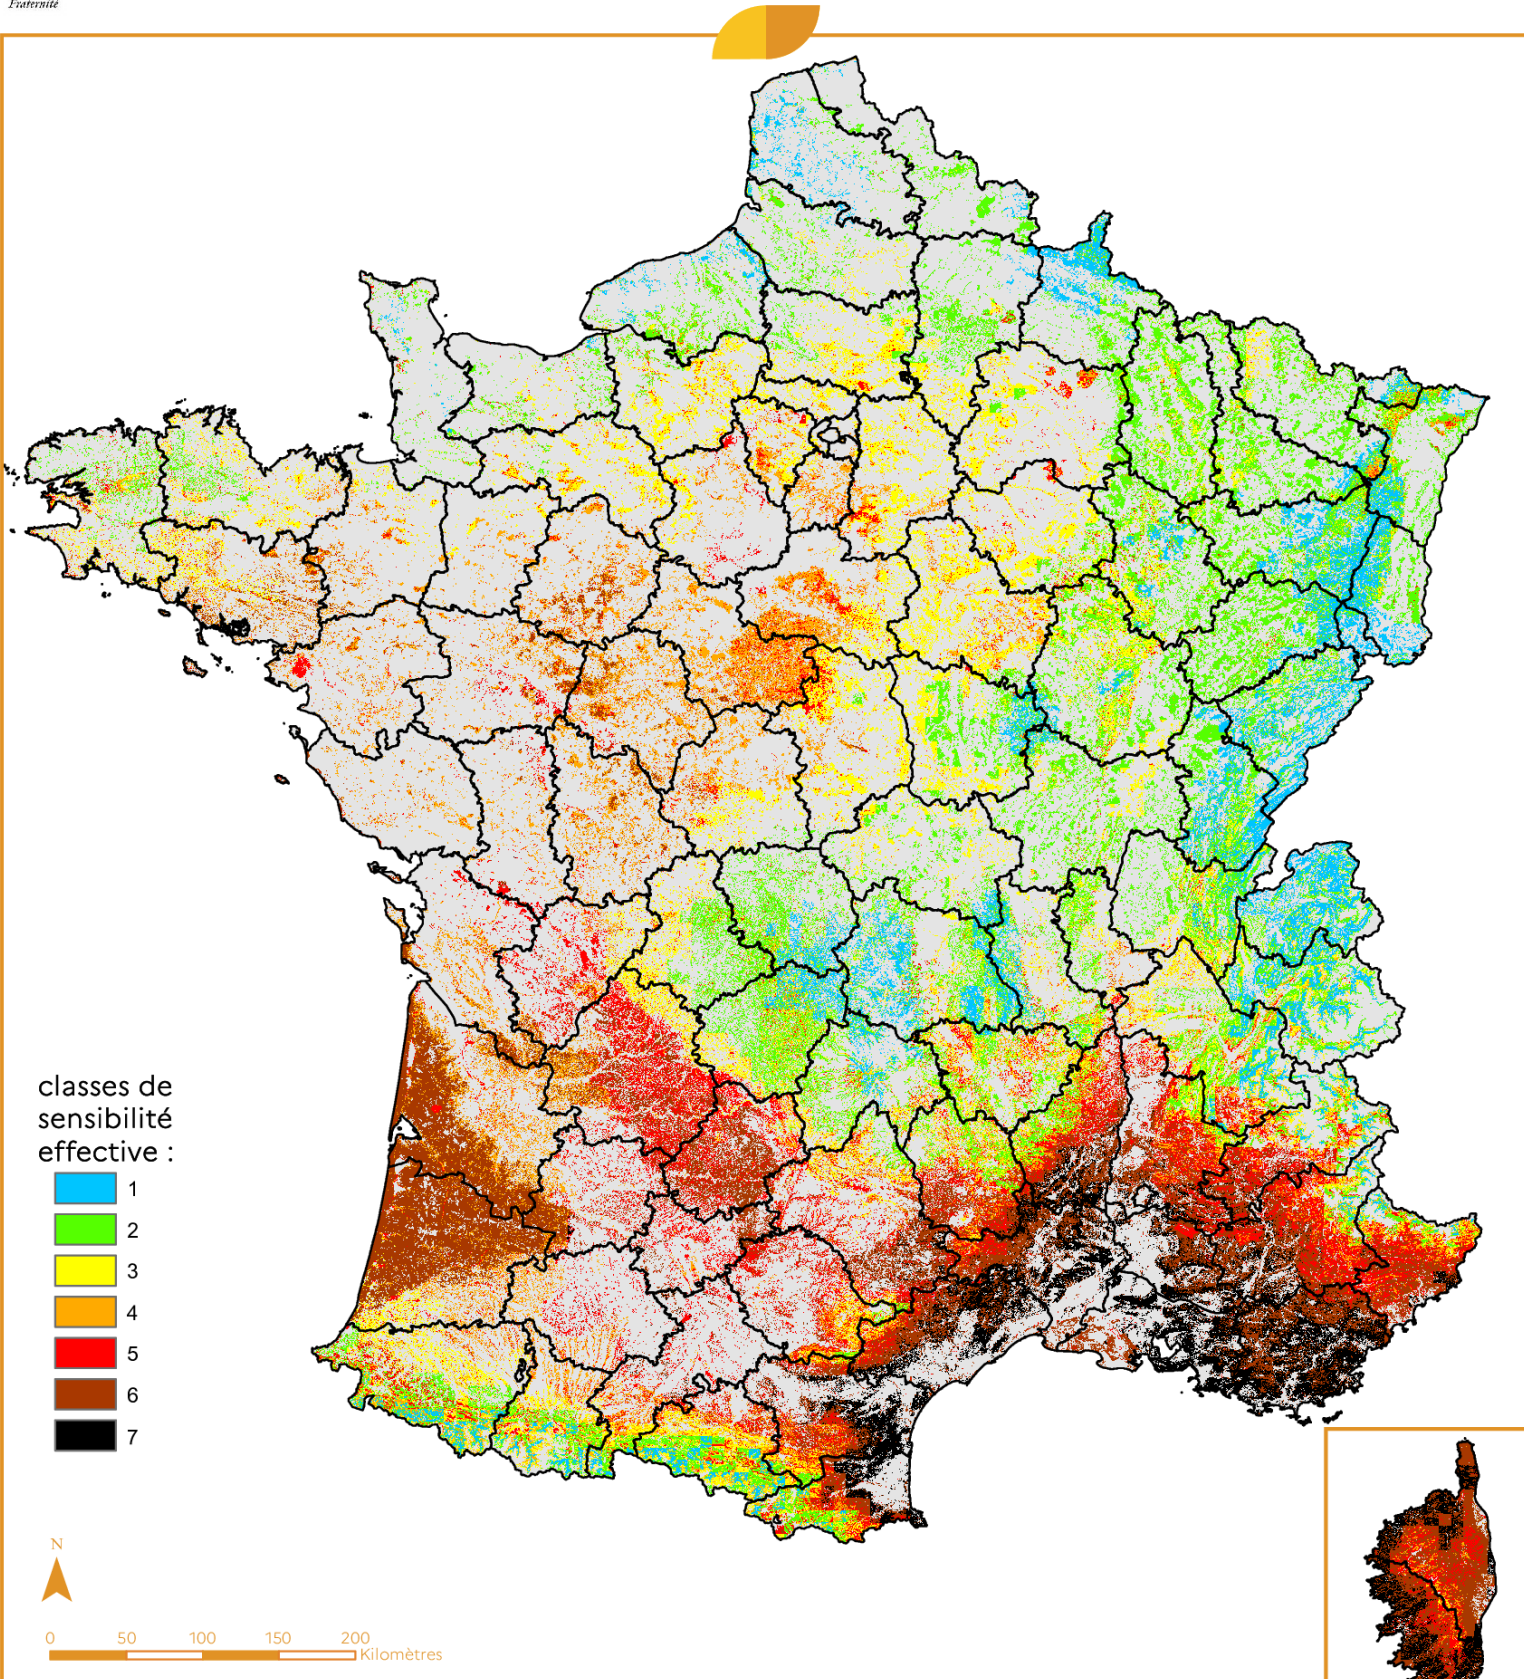 Fraternité
classes de
sensibilité
effective :
1
2
3
4
5
6
7
N
0 50 100 150 200
Kilomètres